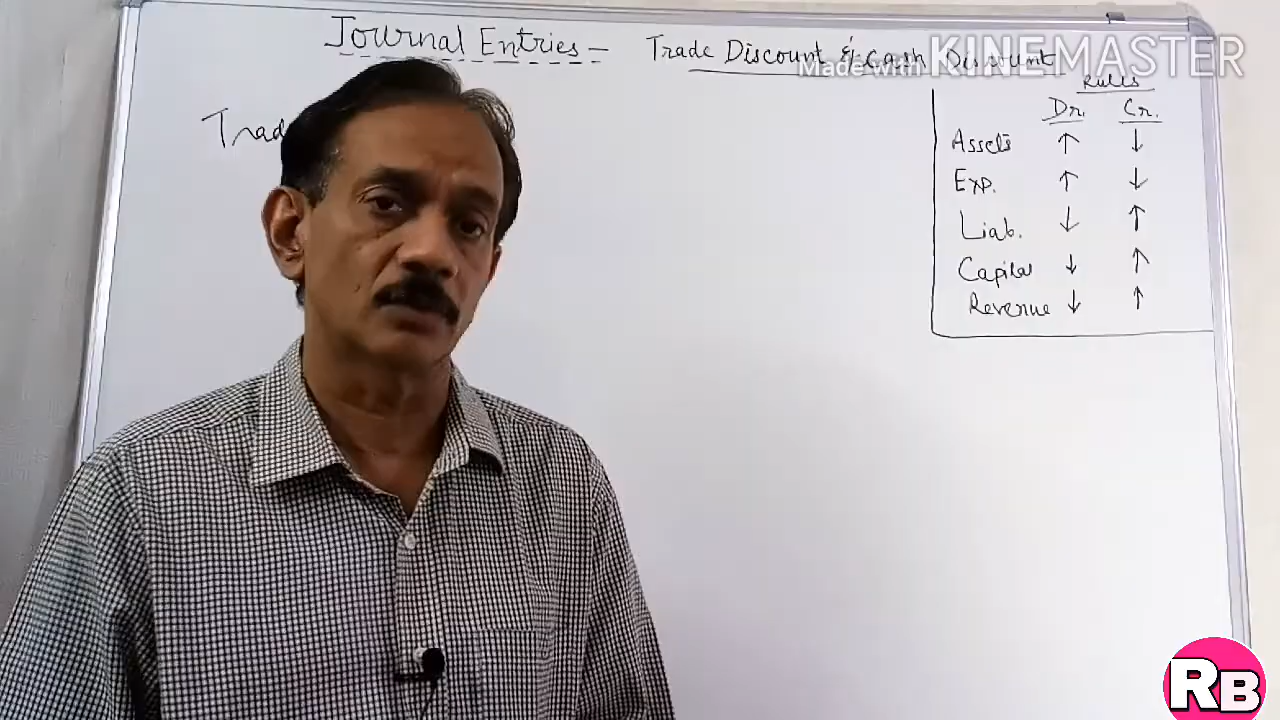 Journal Entries - Trade Discount & Cash Discount
Made with KINEMASTER
Rules
Dr. Cr.
Trad
Assets ↑ ↓
Exp. ↑ ↓
Liab. ↓ ↑
Capital ↓ ↑
Revenue ↓ ↑
RB